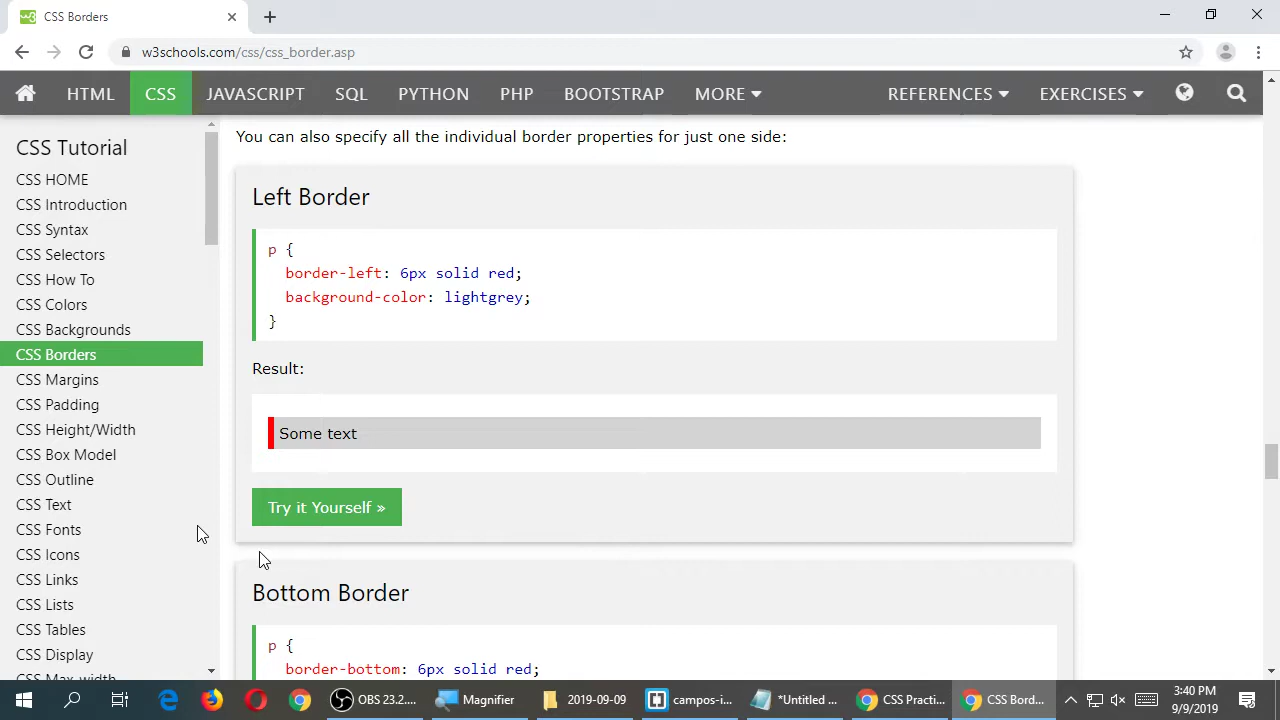 CSS Borders
w3schools.com/css/css_border.asp
HTML CSS JAVASCRIPT SQL PYTHON PHP BOOTSTRAP MORE REFERENCES EXERCISES
CSS Tutorial
CSS HOME
CSS Introduction
CSS Syntax
CSS Selectors
CSS How To
CSS Colors
CSS Backgrounds
CSS Borders
CSS Margins
CSS Padding
CSS Height/Width
CSS Box Model
CSS Outline
CSS Text
CSS Fonts
CSS Icons
CSS Links
CSS Lists
CSS Tables
CSS Display
CSS Max-width
You can also specify all the individual border properties for just one side:
Left Border
p {
border-left: 6px solid red;
background-color: lightgrey;
}
Result:
Some text
Try it Yourself »
Bottom Border
p {
border-bottom: 6px solid red;
OBS 23.2.... Magnifier 2019-09-09 campos-i... *Untitled ... CSS Practi... CSS Bord...
3:40 PM
9/9/2019